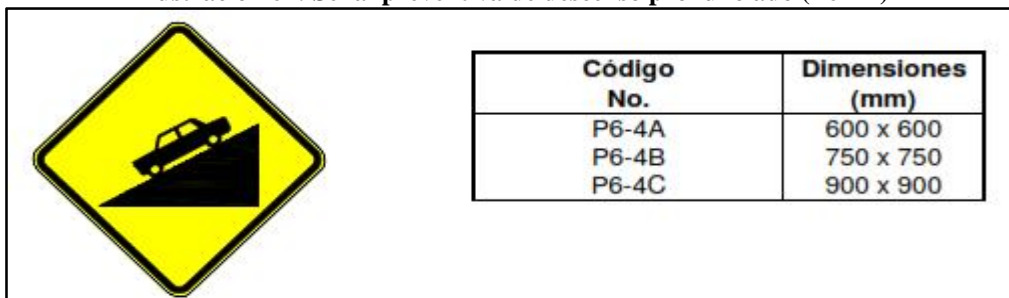 Código Dimensiones
No. (mm)
P6-4A 600 x 600
P6-4B 750 x 750
P6-4C 900 x 900